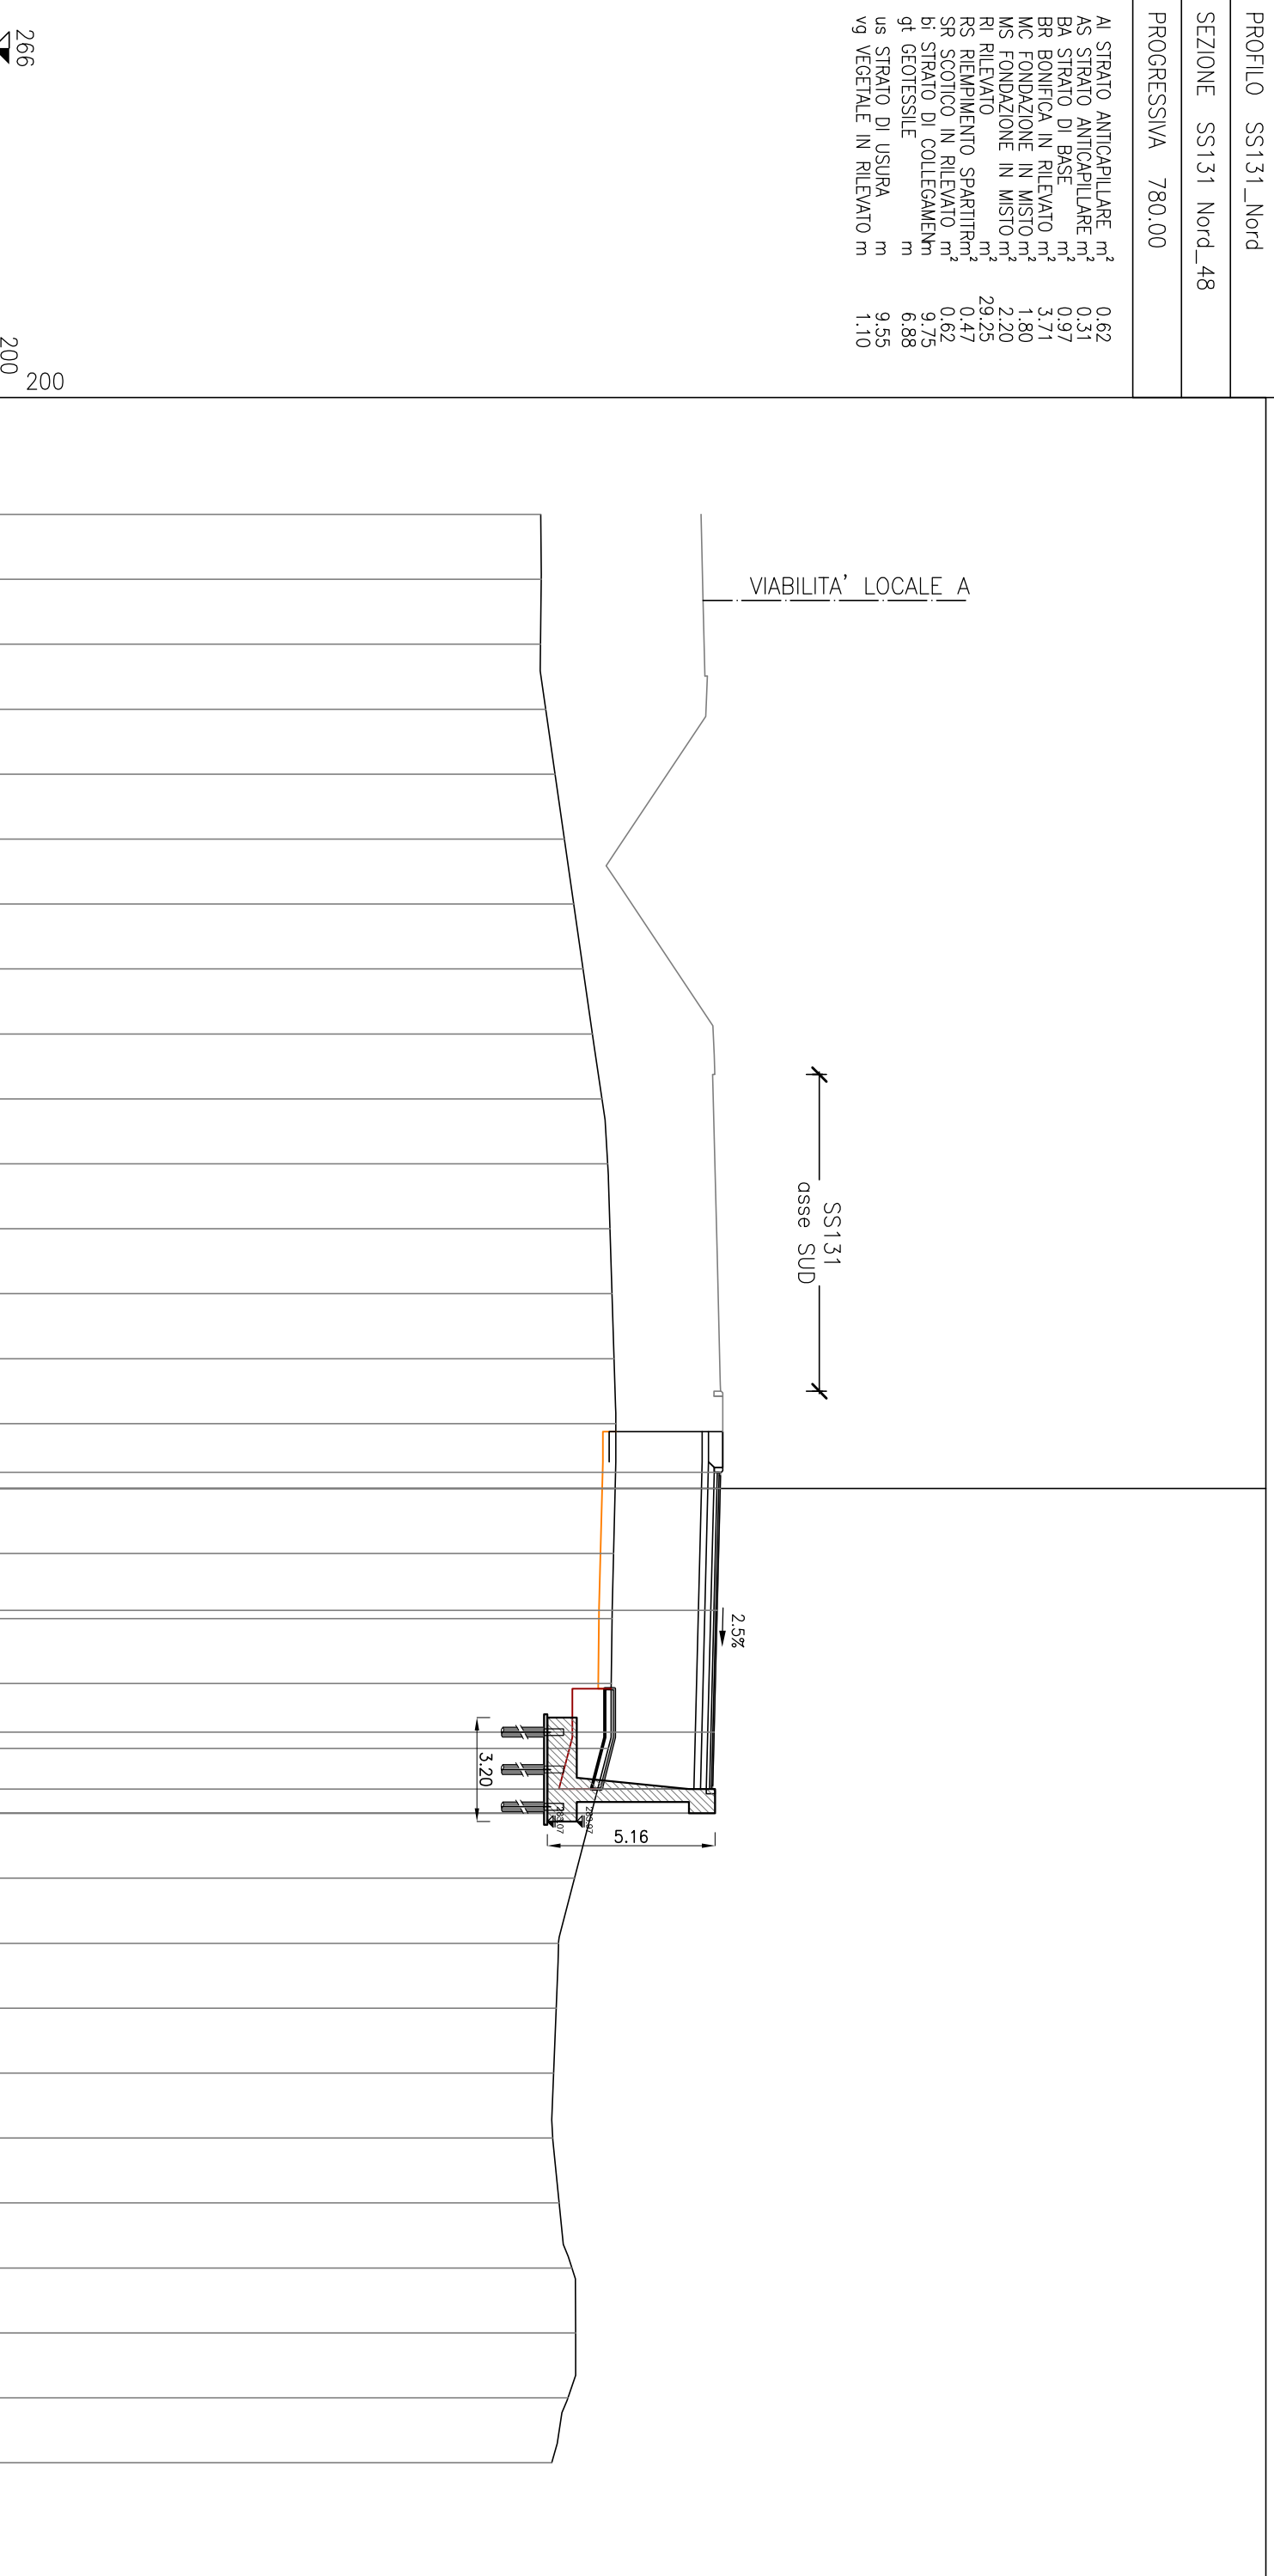 PROFILO SS131_Nord
SEZIONE SS131 Nord_48
PROGRESSIVA 780.00
AI STRATO ANTICAPILLARE m² 0.62
AS STRATO ANTICAPILLARE m² 0.31
BA STRATO DI BASE m² 0.97
BR BONIFICA IN RILEVATO m² 3.71
MC FONDAZIONE IN MISTO m² 1.80
MS FONDAZIONE IN MISTO m² 2.20
RI RILEVATO m² 29.25
RS RIEMPIMENTO SPARTITR m² 0.47
SR SCOTICO IN RILEVATO m² 0.62
bi STRATO DI COLLEGAMEN m 9.75
gt GEOTESSILE m 6.88
us STRATO DI USURA m 9.55
vg VEGETALE IN RILEVATO m 1.10
266
200
200
VIABILITA' LOCALE A
SS131
asse SUD
2.5%
3.20
5.16